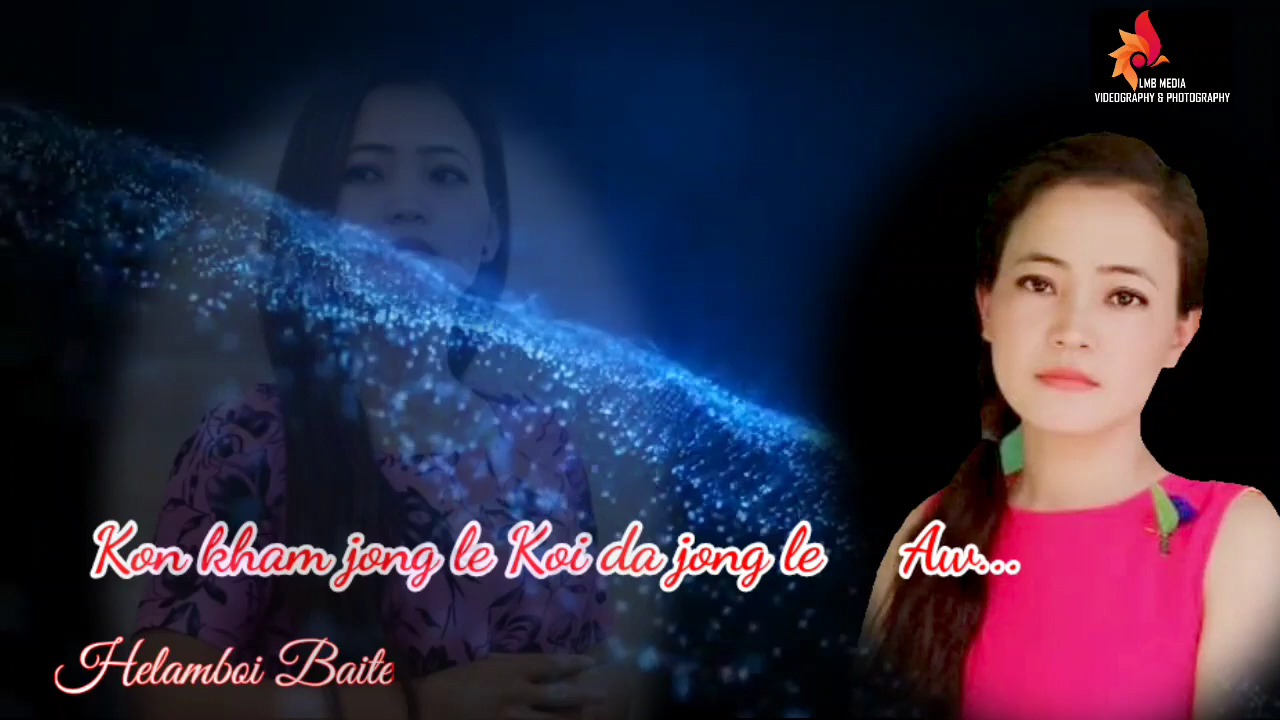 LMB MEDIA
VIDEOGRAPHY & PHOTOGRAPHY
Kon kham jong le Koi da jong le Aw...
Helamboi Baite